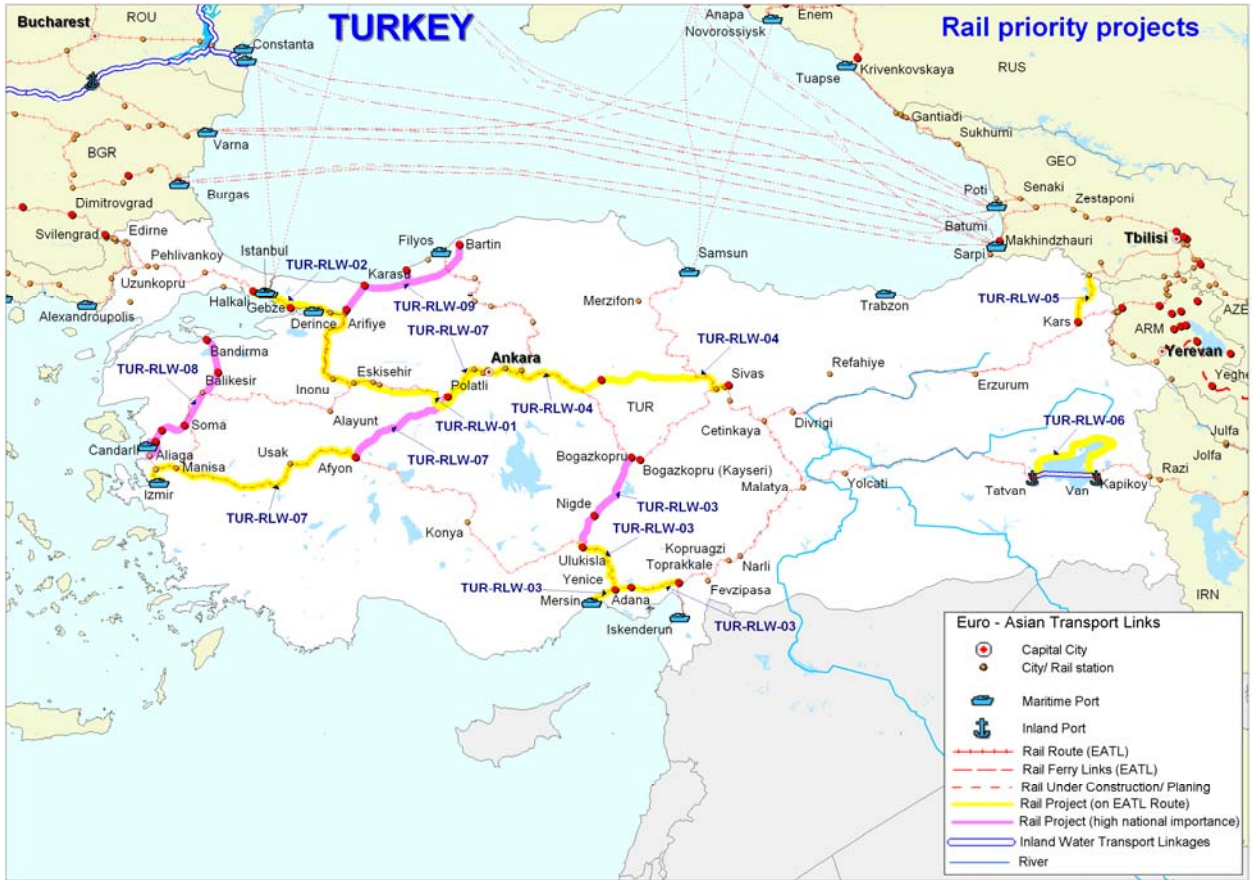 TURKEY
Rail priority projects
Bucharest
ROU
Constanta
Anapa
Enem
Novorossiysk
Tuapse
Krivenkovskaya
RUS
Gantiadi
Sukhumi
GEO
Varna
BGR
Burgas
Dimitrovgrad
Svilengrad
Edirne
Poti
Senaki
Zestaponi
Batumi
Makhindzhauri
Tbilisi
Sarpi
Pehlivankoy
Uzunkopru
Istanbul
Halkali
Gebze
Derince
Alexandroupolis
TUR-RLW-02
Filyos
Bartin
Karasu
Arifiye
TUR-RLW-09
TUR-RLW-07
Samsun
Merzifon
Trabzon
TUR-RLW-05
Kars
ARM
AZE
Yerevan
Yeghe
Bandirma
TUR-RLW-08
Balikesir
Inonu
Eskisehir
Ankara
Polatli
TUR-RLW-04
TUR-RLW-04
Sivas
Refahiye
Erzurum
Soma
Alayunt
TUR-RLW-01
TUR
Cetinkaya
Divrigi
TUR-RLW-06
Julfa
Jolfa
Candarli
Aliaga
Manisa
Izmir
Usak
Afyon
TUR-RLW-07
TUR-RLW-07
Bogazkopru
Bogazkopru (Kayseri)
Malatya
Yolcati
Tatvan
Van
Kapikoy
Razi
Konya
Nigde
TUR-RLW-03
TUR-RLW-03
Ulukisla
Kopruagzi
Toprakkale
Narli
TUR-RLW-03
Yenice
Mersin
Adana
Fevzipasa
Iskenderun
TUR-RLW-03
IRN
Euro - Asian Transport Links
Capital City
City/ Rail station
Maritime Port
Inland Port
Rail Route (EATL)
Rail Ferry Links (EATL)
Rail Under Construction/ Planing
Rail Project (on EATL Route)
Rail Project (high national importance)
Inland Water Transport Linkages
River